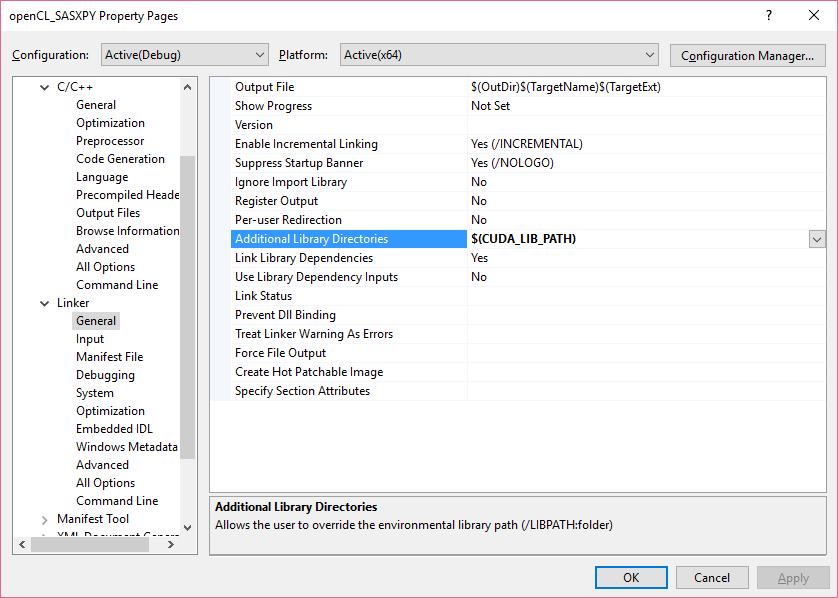 openCL_SASXPY Property Pages
?
Configuration: Active(Debug) Platform: Active(x64) Configuration Manager...
C/C++
General
Optimization
Preprocessor
Code Generation
Language
Precompiled Heade
Output Files
Browse Information
Advanced
All Options
Command Line
Linker
General
Input
Manifest File
Debugging
System
Optimization
Embedded IDL
Windows Metadata
Advanced
All Options
Command Line
Manifest Tool
XML Document Genera
Output File $(OutDir)$(TargetName)$(TargetExt)
Show Progress Not Set
Version
Enable Incremental Linking Yes (/INCREMENTAL)
Suppress Startup Banner Yes (/NOLOGO)
Ignore Import Library No
Register Output No
Per-user Redirection No
Additional Library Directories $(CUDA_LIB_PATH)
Link Library Dependencies Yes
Use Library Dependency Inputs No
Link Status
Prevent Dll Binding
Treat Linker Warning As Errors
Force File Output
Create Hot Patchable Image
Specify Section Attributes
Additional Library Directories
Allows the user to override the environmental library path (/LIBPATH:folder)
OK Cancel Apply